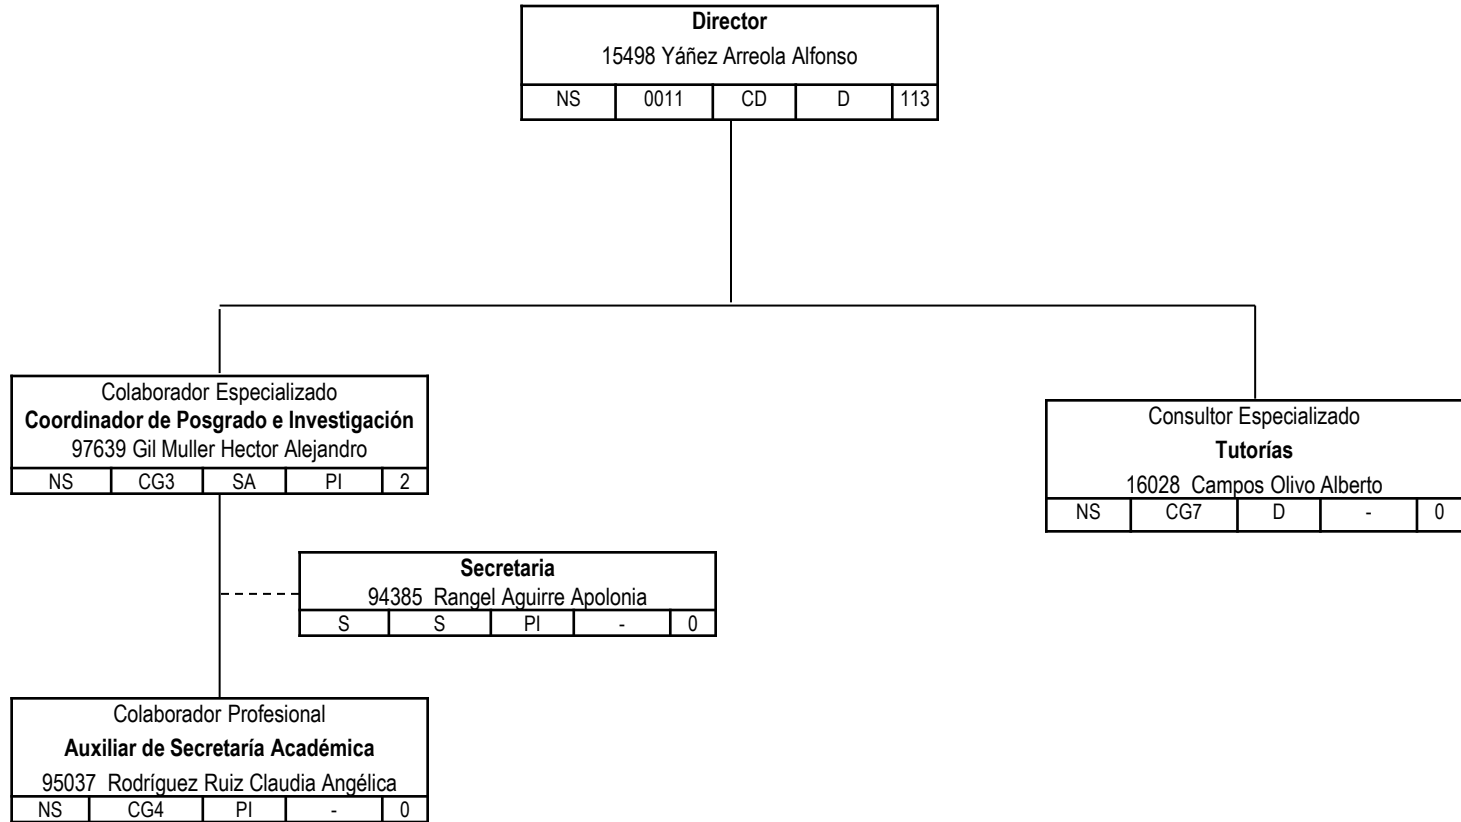 Director
15498 Yáñez Arreola Alfonso
NS 0011 CD D 113
Colaborador Especializado
Coordinador de Posgrado e Investigación
97639 Gil Muller Hector Alejandro
NS CG3 SA PI 2
Consultor Especializado
Tutorías
16028 Campos Olivo Alberto
NS CG7 D - 0
Secretaria
94385 Rangel Aguirre Apolonia
S S PI - 0
Colaborador Profesional
Auxiliar de Secretaría Académica
95037 Rodríguez Ruiz Claudia Angélica
NS CG4 PI - 0